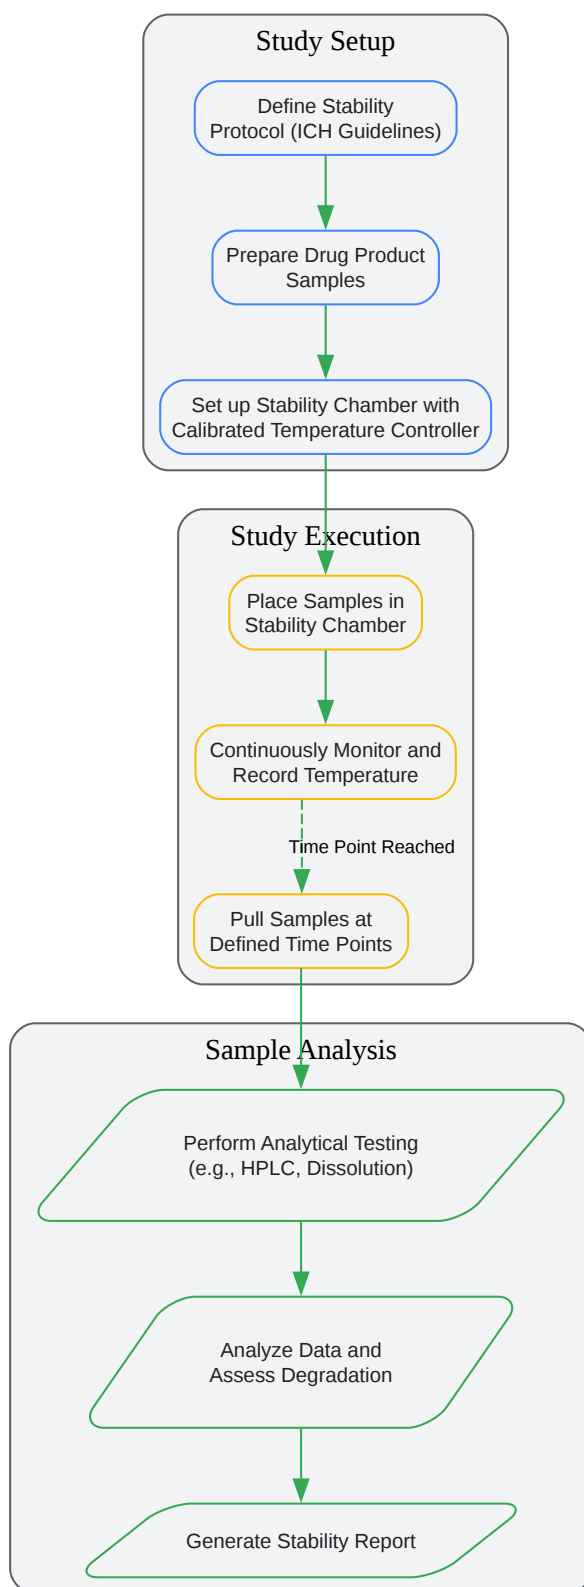 Study Setup
Define Stability
Protocol (ICH Guidelines)
Prepare Drug Product
Samples
Set up Stability Chamber with
Calibrated Temperature Controller
Study Execution
Place Samples in
Stability Chamber
Continuously Monitor and
Record Temperature
Time Point Reached
Pull Samples at
Defined Time Points
Sample Analysis
Perform Analytical Testing
(e.g., HPLC, Dissolution)
Analyze Data and
Assess Degradation
Generate Stability Report